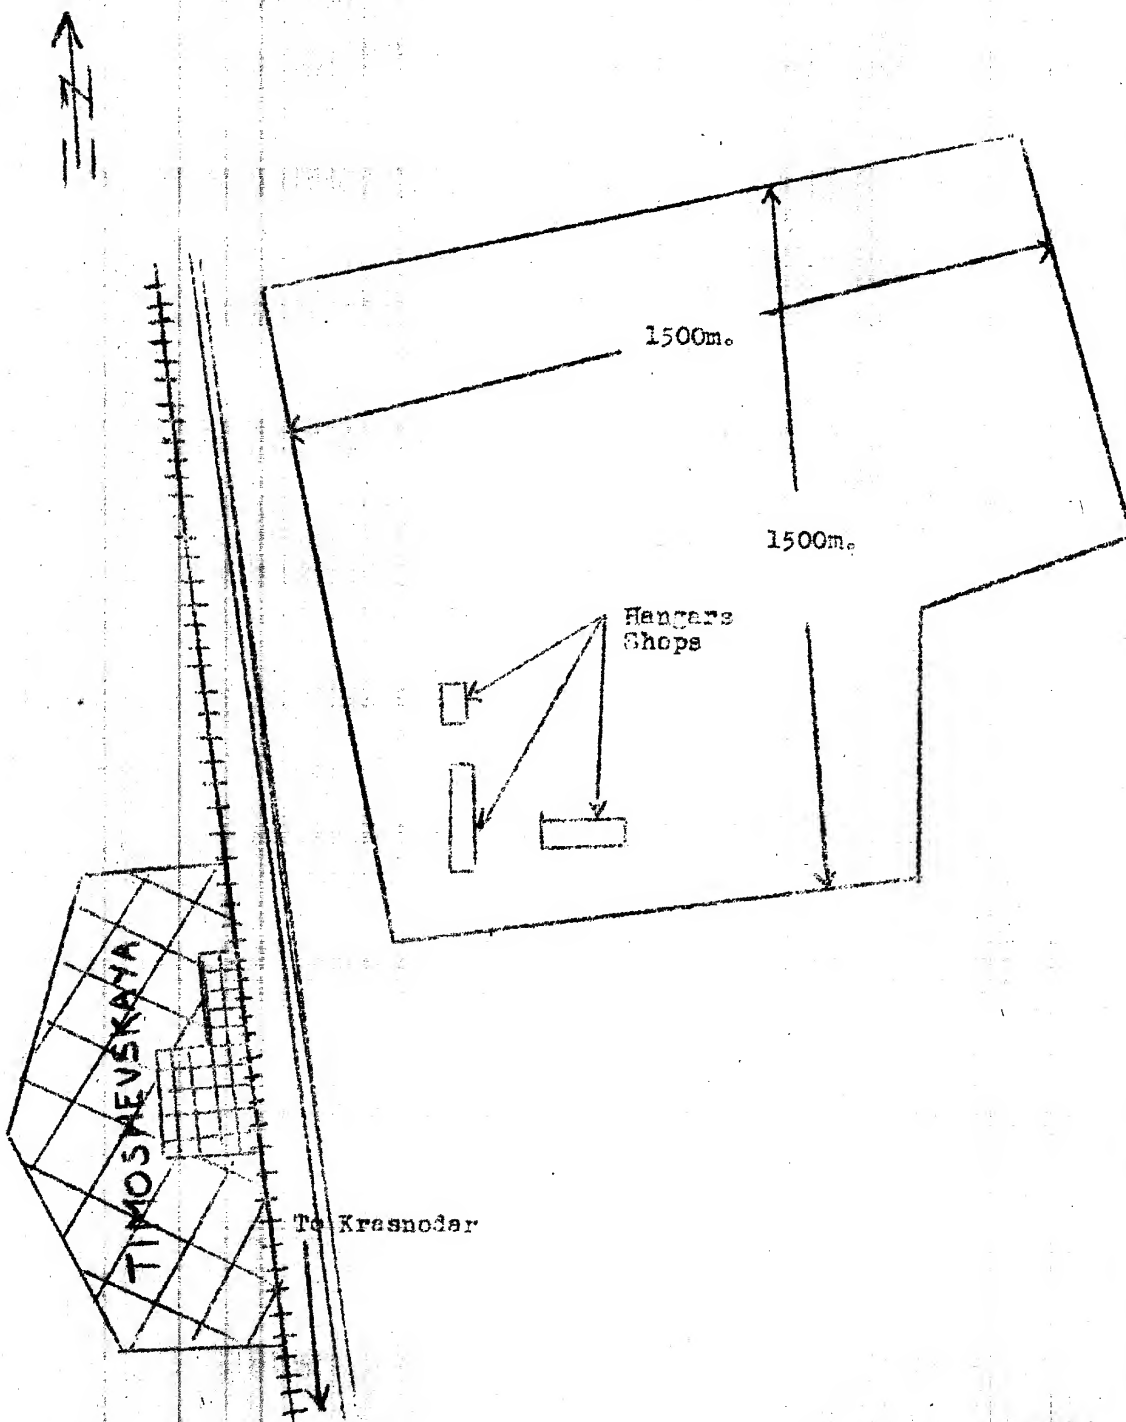 N
1500m.
1500m.
Hangars
Shops
TIMOSHEVSKAYA
To Krasnodar